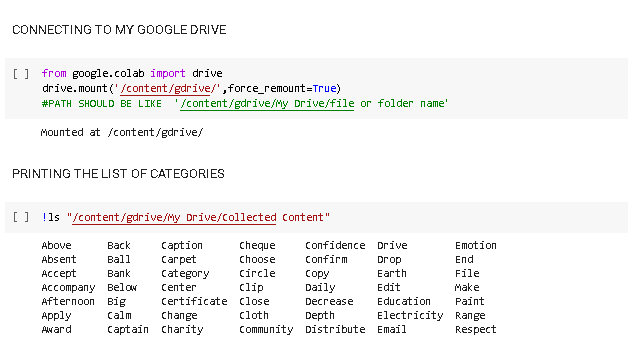 CONNECTING TO MY GOOGLE DRIVE
[ ] from google.colab import drive
drive.mount('/content/gdrive/',force_remount=True)
#PATH SHOULD BE LIKE  '/content/gdrive/My Drive/file or folder name'
Mounted at /content/gdrive/
PRINTING THE LIST OF CATEGORIES
[ ] !ls "/content/gdrive/My Drive/Collected Content"
Above Back Caption Cheque Confidence Drive Emotion
Absent Ball Carpet Choose Confirm Drop End
Accept Bank Category Circle Copy Earth File
Accompany Below Center Clip Daily Edit Make
Afternoon Big Certificate Close Decrease Education Paint
Apply Calm Change Cloth Depth Electricity Range
Award Captain Charity Community Distribute Email Respect